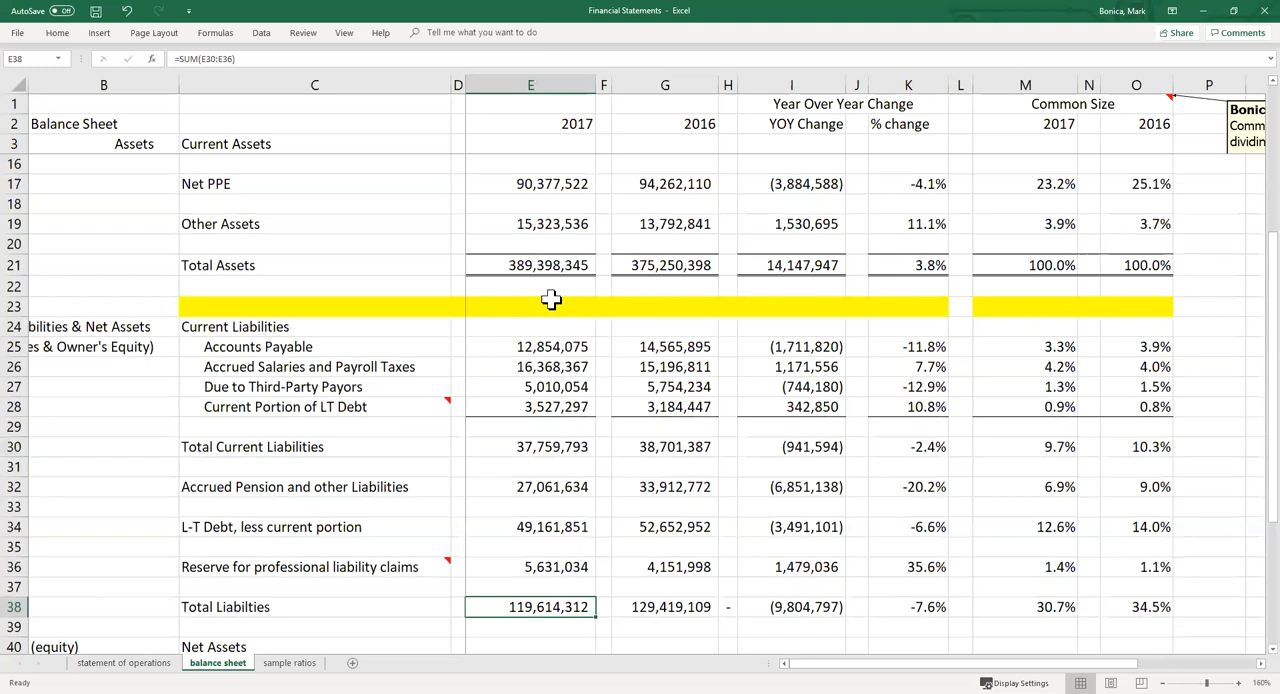 AutoSave Off Financial Statements - Excel Bonica, Mark
File Home Insert Page Layout Formulas Data Review View Help Tell me what you want to do Share Comments
E38 fx =SUM(E30:E36)
B C D E F G H I J K L M N O P
1 Year Over Year Change Common Size
2 Balance Sheet 2017 2016 YOY Change % change 2017 2016
3 Assets Current Assets
Bonic
Comm
dividin
16
17 Net PPE 90,377,522 94,262,110 (3,884,588) -4.1% 23.2% 25.1%
18
19 Other Assets 15,323,536 13,792,841 1,530,695 11.1% 3.9% 3.7%
20
21 Total Assets 389,398,345 375,250,398 14,147,947 3.8% 100.0% 100.0%
22
23
24 bilities & Net Assets Current Liabilities
25 es & Owner's Equity) Accounts Payable 12,854,075 14,565,895 (1,711,820) -11.8% 3.3% 3.9%
26 Accrued Salaries and Payroll Taxes 16,368,367 15,196,811 1,171,556 7.7% 4.2% 4.0%
27 Due to Third-Party Payors 5,010,054 5,754,234 (744,180) -12.9% 1.3% 1.5%
28 Current Portion of LT Debt 3,527,297 3,184,447 342,850 10.8% 0.9% 0.8%
29
30 Total Current Liabilities 37,759,793 38,701,387 (941,594) -2.4% 9.7% 10.3%
31
32 Accrued Pension and other Liabilities 27,061,634 33,912,772 (6,851,138) -20.2% 6.9% 9.0%
33
34 L-T Debt, less current portion 49,161,851 52,652,952 (3,491,101) -6.6% 12.6% 14.0%
35
36 Reserve for professional liability claims 5,631,034 4,151,998 1,479,036 35.6% 1.4% 1.1%
37
38 Total Liabilties 119,614,312 129,419,109 - (9,804,797) -7.6% 30.7% 34.5%
39
40 (equity) Net Assets
statement of operations balance sheet sample ratios
Ready Display Settings 160%